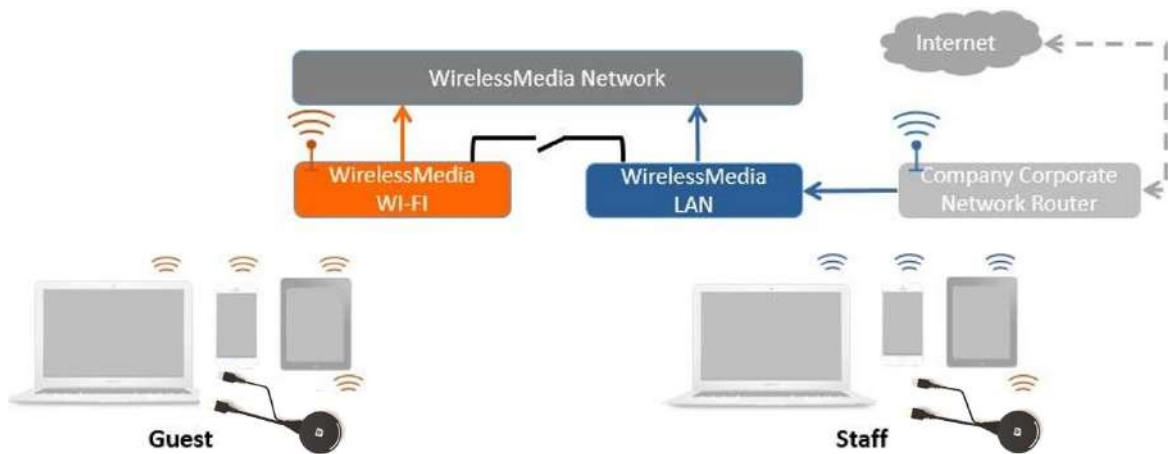 Internet
WirelessMedia Network
WirelessMedia
WI-FI
WirelessMedia
LAN
Company Corporate
Network Router
Guest
Staff